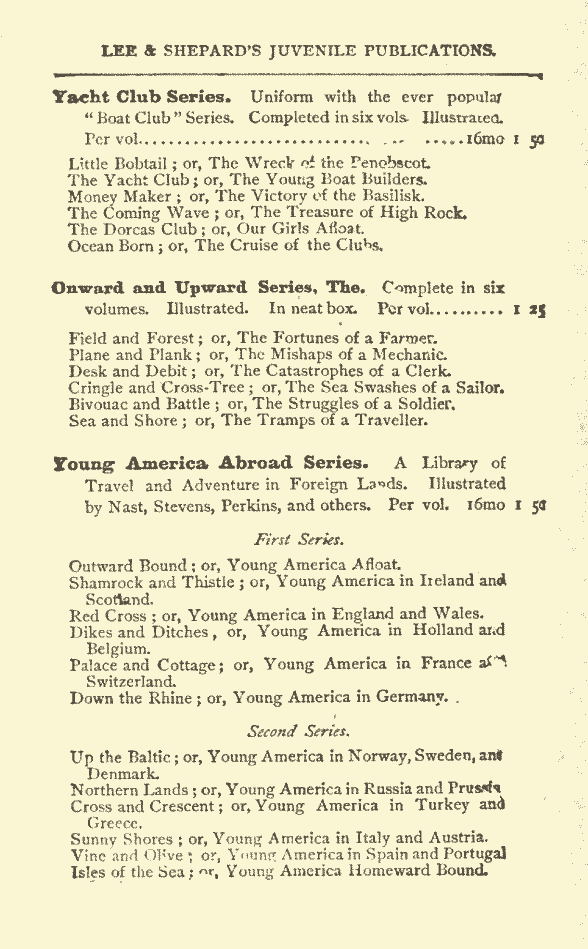 LEE & SHEPARD'S JUVENILE PUBLICATIONS.
Yacht Club Series. Uniform with the ever popular
"Boat Club" Series. Completed in six vols. Illustrated.
Per vol.............................. ... .....16mo 1 50
Little Bobtail; or, The Wreck of the Penobscot.
The Yacht Club; or, The Young Boat Builders.
Money Maker; or, The Victory of the Basilisk.
The Coming Wave; or, The Treasure of High Rock.
The Dorcas Club; or, Our Girls Afloat.
Ocean Born; or, The Cruise of the Clubs.
Onward and Upward Series, The. Complete in six
volumes. Illustrated. In neat box. Per vol.......... 1 25
Field and Forest; or, The Fortunes of a Farmer.
Plane and Plank; or, The Mishaps of a Mechanic.
Desk and Debit; or, The Catastrophes of a Clerk.
Cringle and Cross-Tree; or, The Sea Swashes of a Sailor.
Bivouac and Battle; or, The Struggles of a Soldier.
Sea and Shore; or, The Tramps of a Traveller.
Young America Abroad Series. A Library of
Travel and Adventure in Foreign Lands. Illustrated
by Nast, Stevens, Perkins, and others. Per vol. 16mo 1 50
First Series.
Outward Bound; or, Young America Afloat.
Shamrock and Thistle; or, Young America in Ireland and
Scotland.
Red Cross; or, Young America in England and Wales.
Dikes and Ditches, or, Young America in Holland and
Belgium.
Palace and Cottage; or, Young America in France and
Switzerland.
Down the Rhine; or, Young America in Germany.
Second Series.
Up the Baltic; or, Young America in Norway, Sweden, and
Denmark.
Northern Lands; or, Young America in Russia and Prussia
Cross and Crescent; or, Young America in Turkey and
Greece.
Sunny Shores; or, Young America in Italy and Austria.
Vine and Olive; or, Young America in Spain and Portugal
Isles of the Sea; or, Young America Homeward Bound.